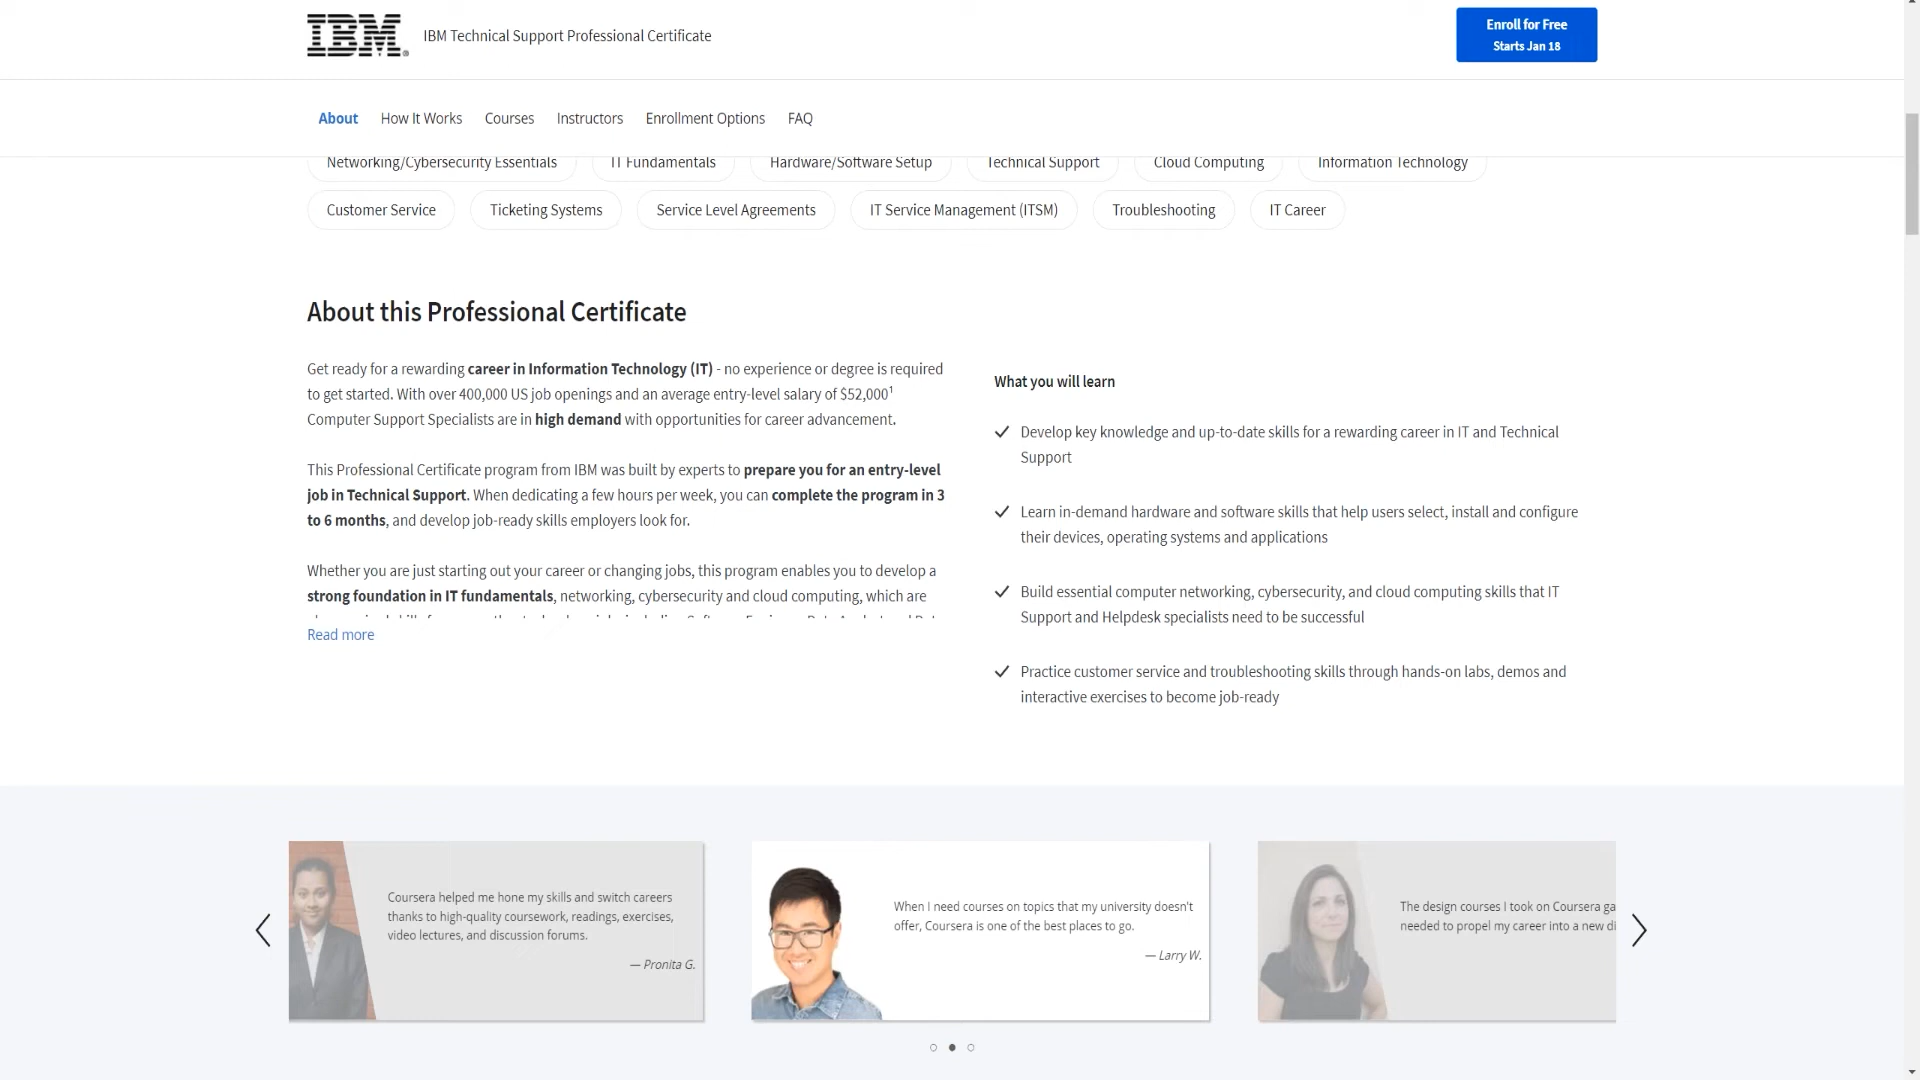 IBM
IBM Technical Support Professional Certificate
Enroll for Free
Starts Jan 18
About How It Works Courses Instructors Enrollment Options FAQ
Networking/Cybersecurity Essentials IT Fundamentals Hardware/Software Setup Technical Support Cloud Computing Information Technology
Customer Service Ticketing Systems Service Level Agreements IT Service Management (ITSM) Troubleshooting IT Career
About this Professional Certificate
Get ready for a rewarding career in Information Technology (IT) - no experience or degree is required
to get started. With over 400,000 US job openings and an average entry-level salary of $52,000¹
Computer Support Specialists are in high demand with opportunities for career advancement.
This Professional Certificate program from IBM was built by experts to prepare you for an entry-level
job in Technical Support. When dedicating a few hours per week, you can complete the program in 3
to 6 months, and develop job-ready skills employers look for.
Whether you are just starting out your career or changing jobs, this program enables you to develop a
strong foundation in IT fundamentals, networking, cybersecurity and cloud computing, which are
Read more
What you will learn
Develop key knowledge and up-to-date skills for a rewarding career in IT and Technical
Support
Learn in-demand hardware and software skills that help users select, install and configure
their devices, operating systems and applications
Build essential computer networking, cybersecurity, and cloud computing skills that IT
Support and Helpdesk specialists need to be successful
Practice customer service and troubleshooting skills through hands-on labs, demos and
interactive exercises to become job-ready
Coursera helped me hone my skills and switch careers
thanks to high-quality coursework, readings, exercises,
video lectures, and discussion forums.
— Pronita G.
When I need courses on topics that my university doesn't
offer, Coursera is one of the best places to go.
— Larry W.
The design courses I took on Coursera ga
needed to propel my career into a new di